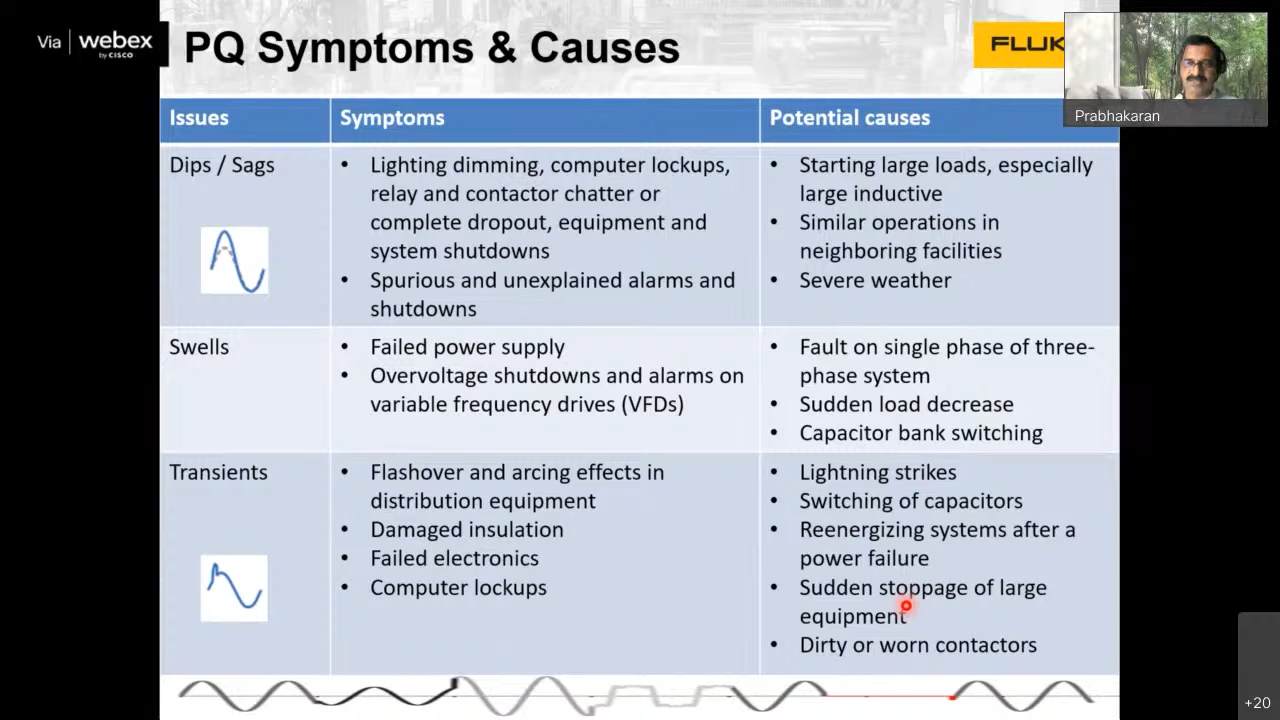 Via webex
by CISCO
PQ Symptoms & Causes
FLUK
Prabhakaran
Issues
Symptoms
Potential causes
Dips / Sags
• Lighting dimming, computer lockups,
relay and contactor chatter or
complete dropout, equipment and
system shutdowns
• Spurious and unexplained alarms and
shutdowns
• Starting large loads, especially
large inductive
• Similar operations in
neighboring facilities
• Severe weather
Swells
• Failed power supply
• Overvoltage shutdowns and alarms on
variable frequency drives (VFDs)
• Fault on single phase of three-
phase system
• Sudden load decrease
• Capacitor bank switching
Transients
• Flashover and arcing effects in
distribution equipment
• Damaged insulation
• Failed electronics
• Computer lockups
• Lightning strikes
• Switching of capacitors
• Reenergizing systems after a
power failure
• Sudden stoppage of large
equipment
• Dirty or worn contactors
+20